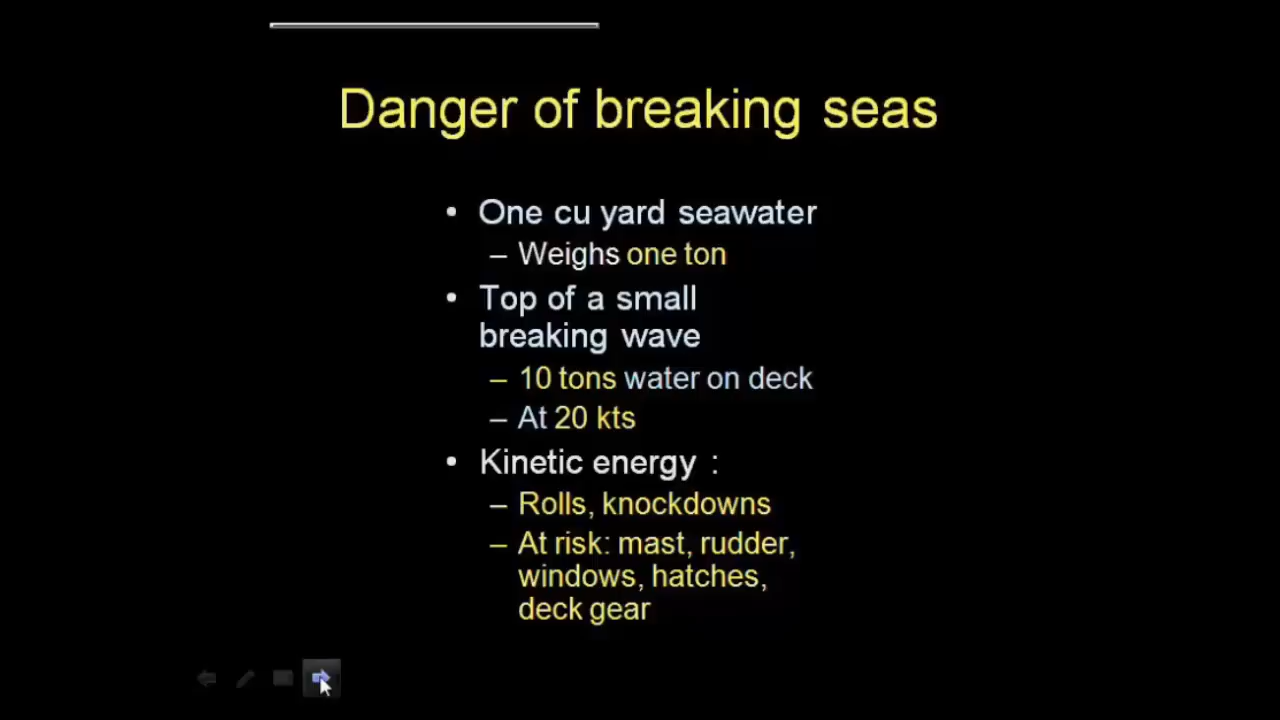 Danger of breaking seas
• One cu yard seawater
– Weighs one ton
• Top of a small
breaking wave
– 10 tons water on deck
– At 20 kts
• Kinetic energy :
– Rolls, knockdowns
– At risk: mast, rudder,
windows, hatches,
deck gear